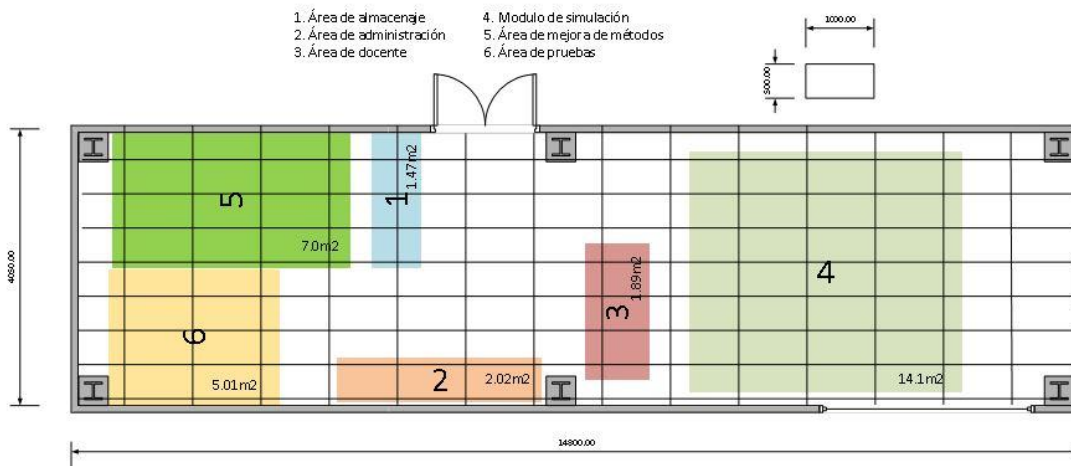 1. Área de almacenaje
2. Área de administración
3. Área de docente
4. Modulo de simulación
5. Área de mejora de métodos
6. Área de pruebas
1000.00
500.00
5
7.0m2
1
1.47m2
4
14.1m2
3
1.89m2
6
5.01m2
2
2.02m2
4050.00
14800.00